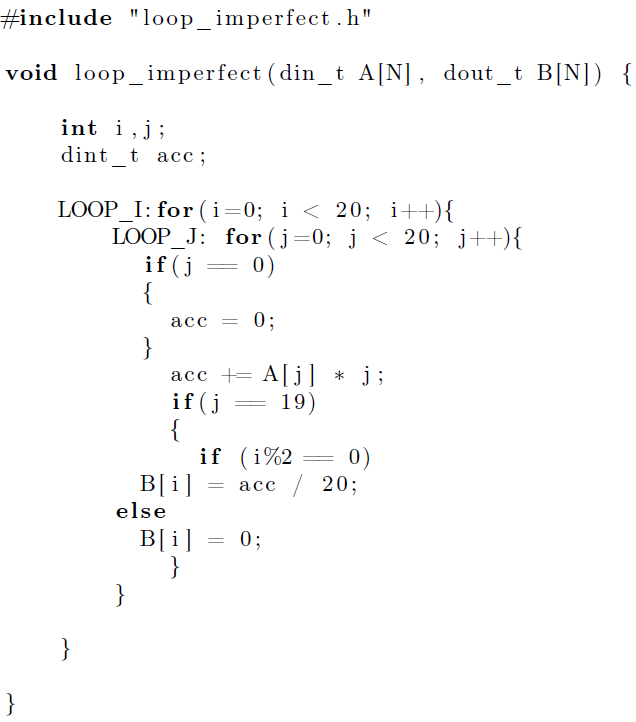 #include "loop_imperfect.h"
void loop_imperfect(din_t A[N], dout_t B[N]) {
int i,j;
dint_t acc;
LOOP_I:for(i=0; i < 20; i++){
LOOP_J: for(j=0; j < 20; j++){
if(j == 0)
{
acc = 0;
}
acc += A[j] * j;
if(j == 19)
{
if (i%2 == 0)
B[i] = acc / 20;
else
B[i] = 0;
}
}
}
}